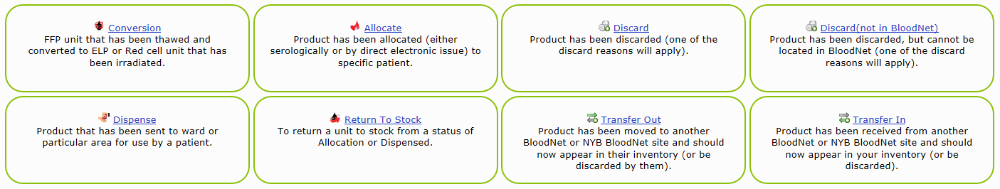 Conversion
FFP unit that has been thawed and
converted to ELP or Red cell unit that has
been irradiated.
Allocate
Product has been allocated (either
serologically or by direct electronic issue) to
specific patient.
Discard
Product has been discarded (one of the
discard reasons will apply).
Discard(not in BloodNet)
Product has been discarded, but cannot be
located in BloodNet (one of the discard
reasons will apply).
Dispense
Product that has been sent to ward or
particular area for use by a patient.
Return To Stock
To return a unit to stock from a status of
Allocation or Dispensed.
Transfer Out
Product has been moved to another
BloodNet or NYB BloodNet site and should
now appear in their inventory (or be
discarded by them).
Transfer In
Product has been received from another
BloodNet or NYB BloodNet site and should
now appear in your inventory (or be
discarded).